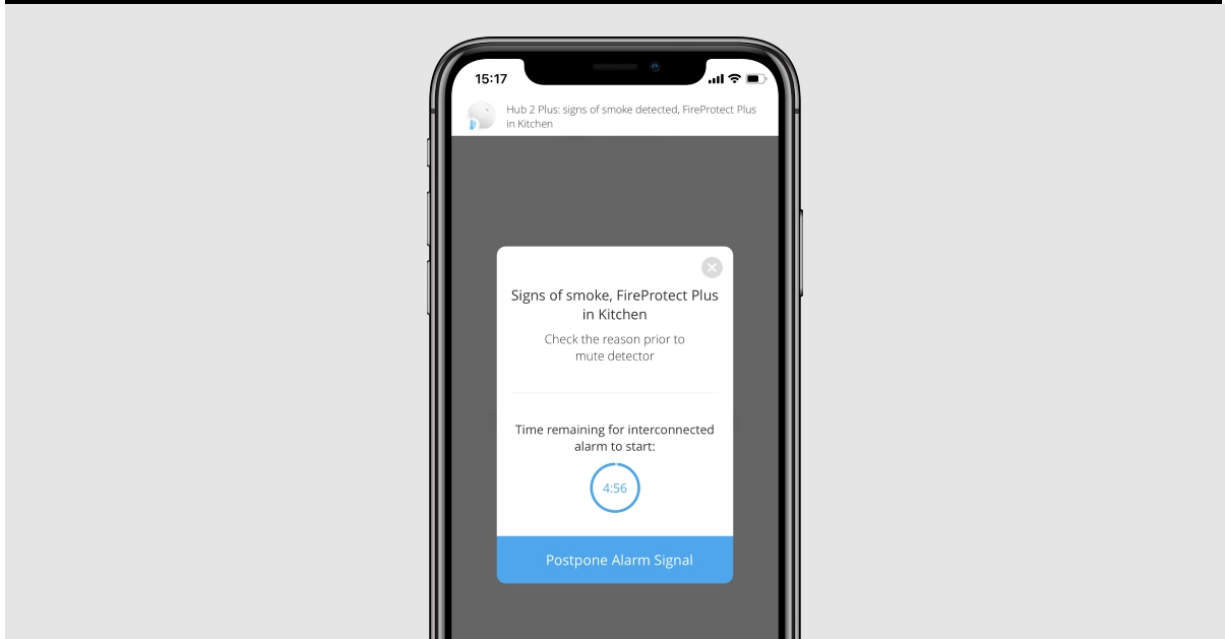 15:17
Hub 2 Plus: signs of smoke detected, FireProtect Plus
in Kitchen
Signs of smoke, FireProtect Plus
in Kitchen
Check the reason prior to
mute detector
Time remaining for interconnected
alarm to start:
4:56
Postpone Alarm Signal